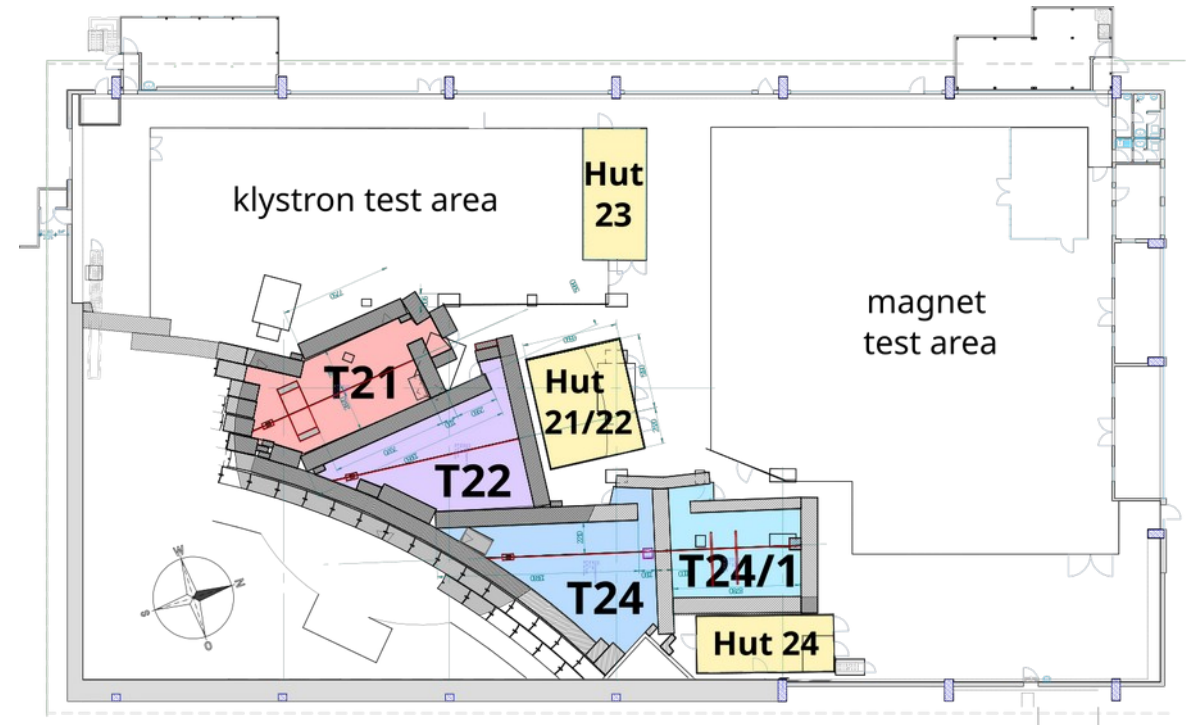 klystron test area
Hut
23
magnet
test area
T21
Hut
21/22
T22
T24
T24/1
Hut 24
W
N
S
O